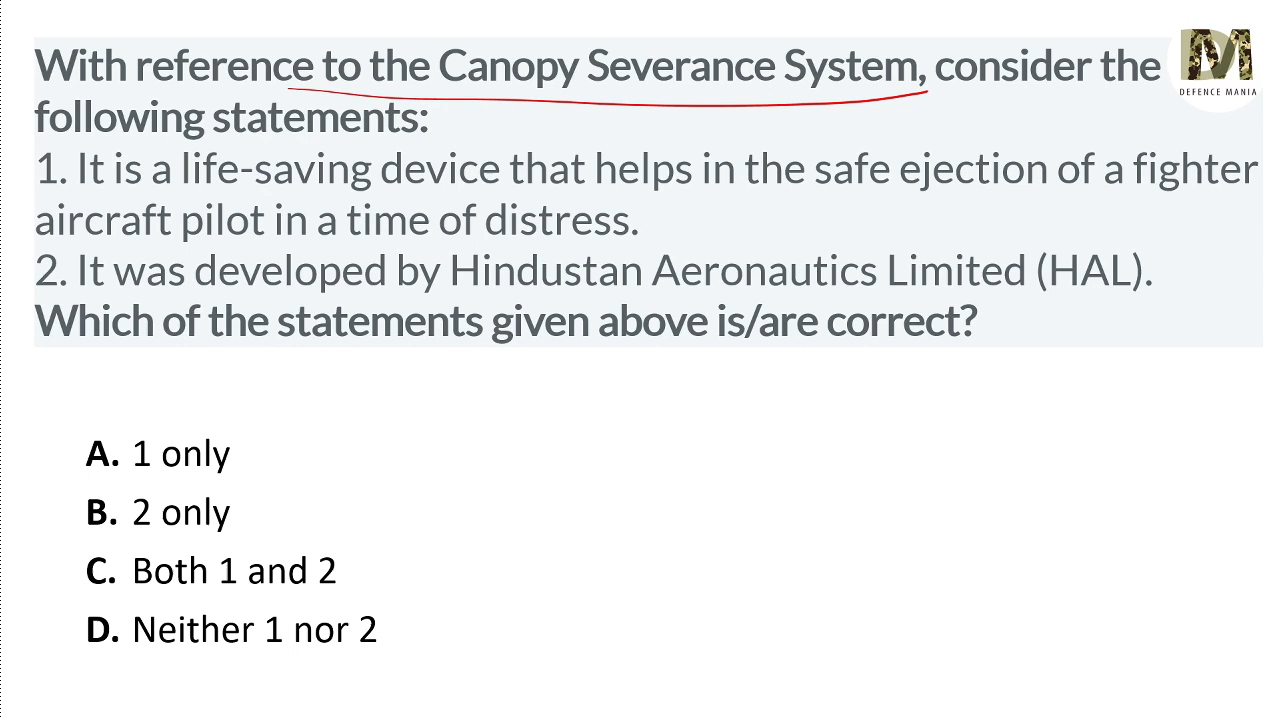 With reference to the Canopy Severance System, consider the
following statements:
1. It is a life-saving device that helps in the safe ejection of a fighter
aircraft pilot in a time of distress.
2. It was developed by Hindustan Aeronautics Limited (HAL).
Which of the statements given above is/are correct?
A. 1 only
B. 2 only
C. Both 1 and 2
D. Neither 1 nor 2
DM
DEFENCE MANIA